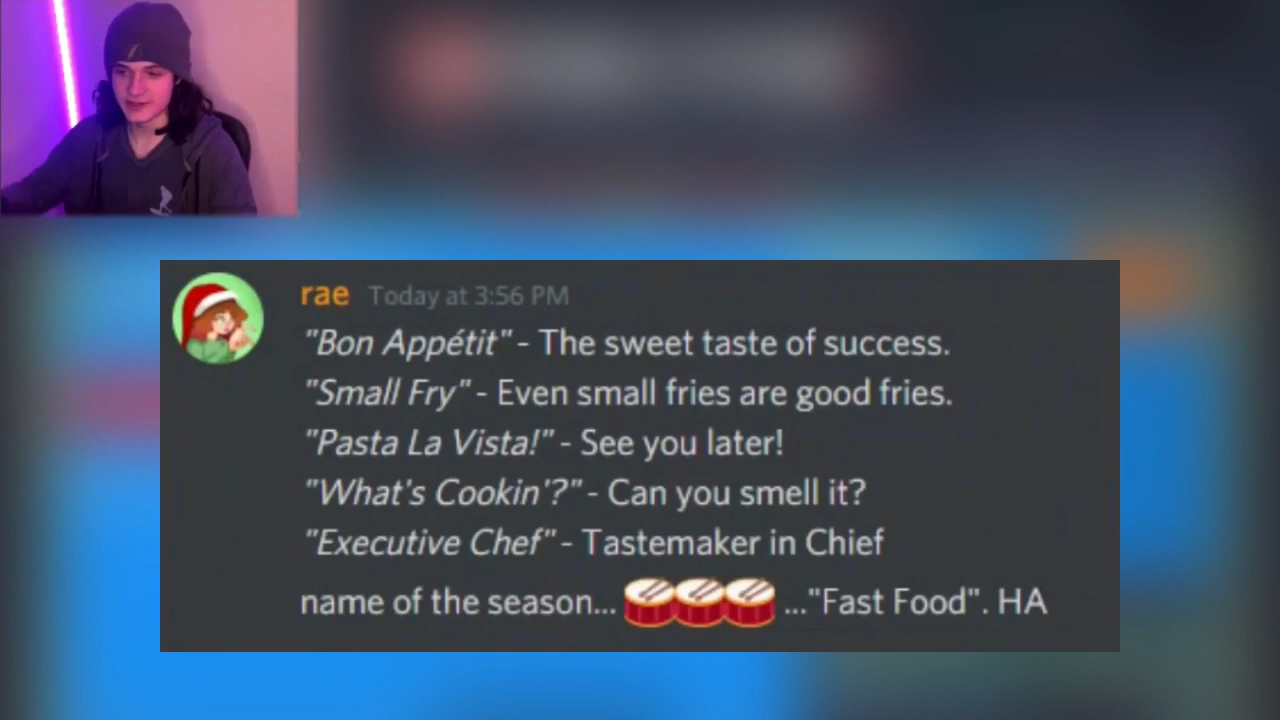 rae Today at 3:56 PM
"Bon Appétit" - The sweet taste of success.
"Small Fry" - Even small fries are good fries.
"Pasta La Vista!" - See you later!
"What's Cookin'?" - Can you smell it?
"Executive Chef" - Tastemaker in Chief
name of the season... 🥁🥁🥁 ..."Fast Food". HA